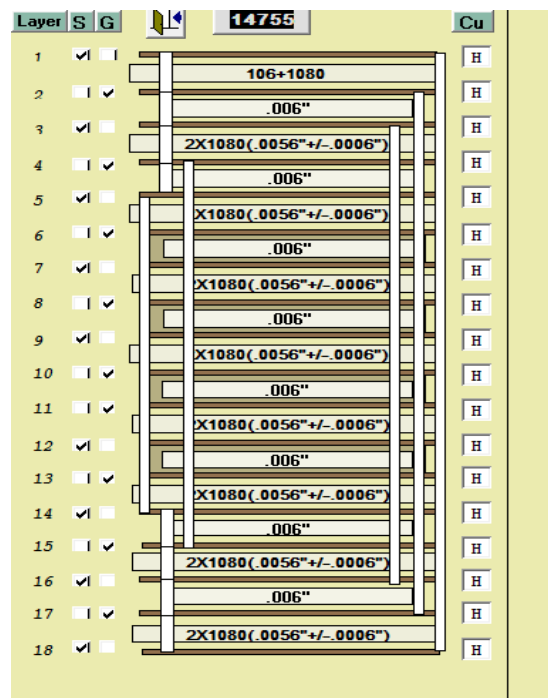 Layer S G 14755 Cu
1 H
106+1080
2 H
.006"
3 H
2X1080(.0056"+/-.0006")
4 H
.006"
5 H
X1080(.0056"+/-.0006")
6 H
.006"
7 H
2X1080(.0056"+/-.0006")
8 H
.006"
9 H
X1080(.0056"+/-.0006")
10 H
.006"
11 H
X1080(.0056"+/-.0006")
12 H
.006"
13 H
X1080(.0056"+/-.0006")
14 H
.006"
15 H
2X1080(.0056"+/-.0006")
16 H
.006"
17 H
2X1080(.0056"+/-.0006")
18 H